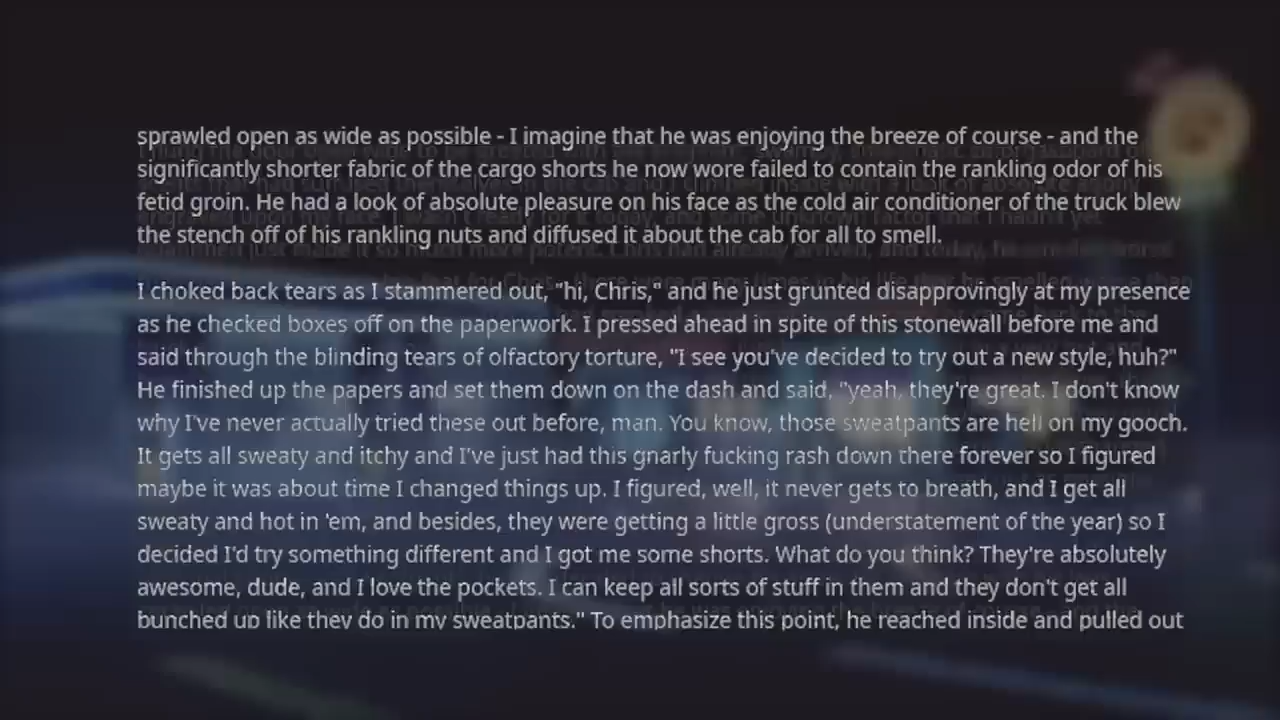 sprawled open as wide as possible - I imagine that he was enjoying the breeze of course - and the
significantly shorter fabric of the cargo shorts he now wore failed to contain the rankling odor of his
fetid groin. He had a look of absolute pleasure on his face as the cold air conditioner of the truck blew
the stench off of his rankling nuts and diffused it about the cab for all to smell.
I choked back tears as I stammered out, "hi, Chris," and he just grunted disapprovingly at my presence
as he checked boxes off on the paperwork. I pressed ahead in spite of this stonewall before me and
said through the blinding tears of olfactory torture, "I see you've decided to try out a new style, huh?"
He finished up the papers and set them down on the dash and said, "yeah, they're great. I don't know
why I've never actually tried these out before, man. You know, those sweatpants are hell on my gooch.
It gets all sweaty and itchy and I've just had this gnarly fucking rash down there forever so I figured
maybe it was about time I changed things up. I figured, well, it never gets to breath, and I get all
sweaty and hot in 'em, and besides, they were getting a little gross (understatement of the year) so I
decided I'd try something different and I got me some shorts. What do you think? They're absolutely
awesome, dude, and I love the pockets. I can keep all sorts of stuff in them and they don't get all
bunched up like they do in my sweatpants." To emphasize this point, he reached inside and pulled out